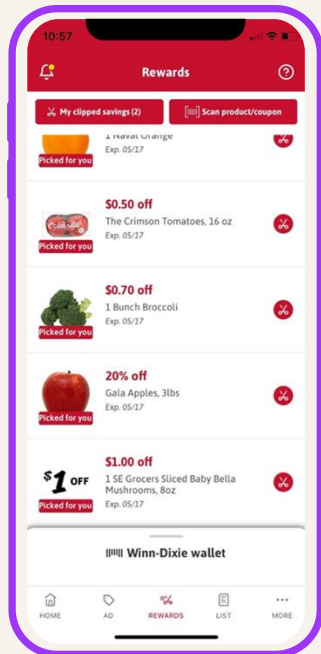 10:57
Rewards
My clipped savings (2)
Scan product/coupon
1 Naval Orange
Picked for you
Exp. 05/17
$0.50 off
The Crimson Tomatoes, 16 oz
Exp. 05/17
Crimson
Picked for you
$0.70 off
1 Bunch Broccoli
Exp. 05/17
Picked for you
20% off
Gala Apples, 3lbs
Exp. 05/17
Picked for you
$1.00 off
$1 OFF
1 SE Grocers Sliced Baby Bella
Mushrooms, 8oz
Exp. 05/17
Picked for you
Winn-Dixie wallet
HOME
AD
REWARDS
LIST
MORE